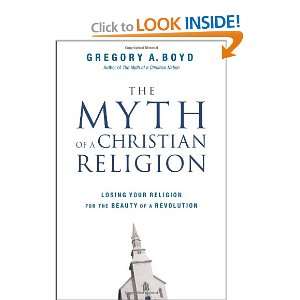 Click to LOOK INSIDE!
GREGORY A. BOYD
Author of The Myth of a Christian Nation
THE
MYTH
OF A CHRISTIAN
RELIGION
LOSING YOUR RELIGION
FOR THE BEAUTY OF A REVOLUTION